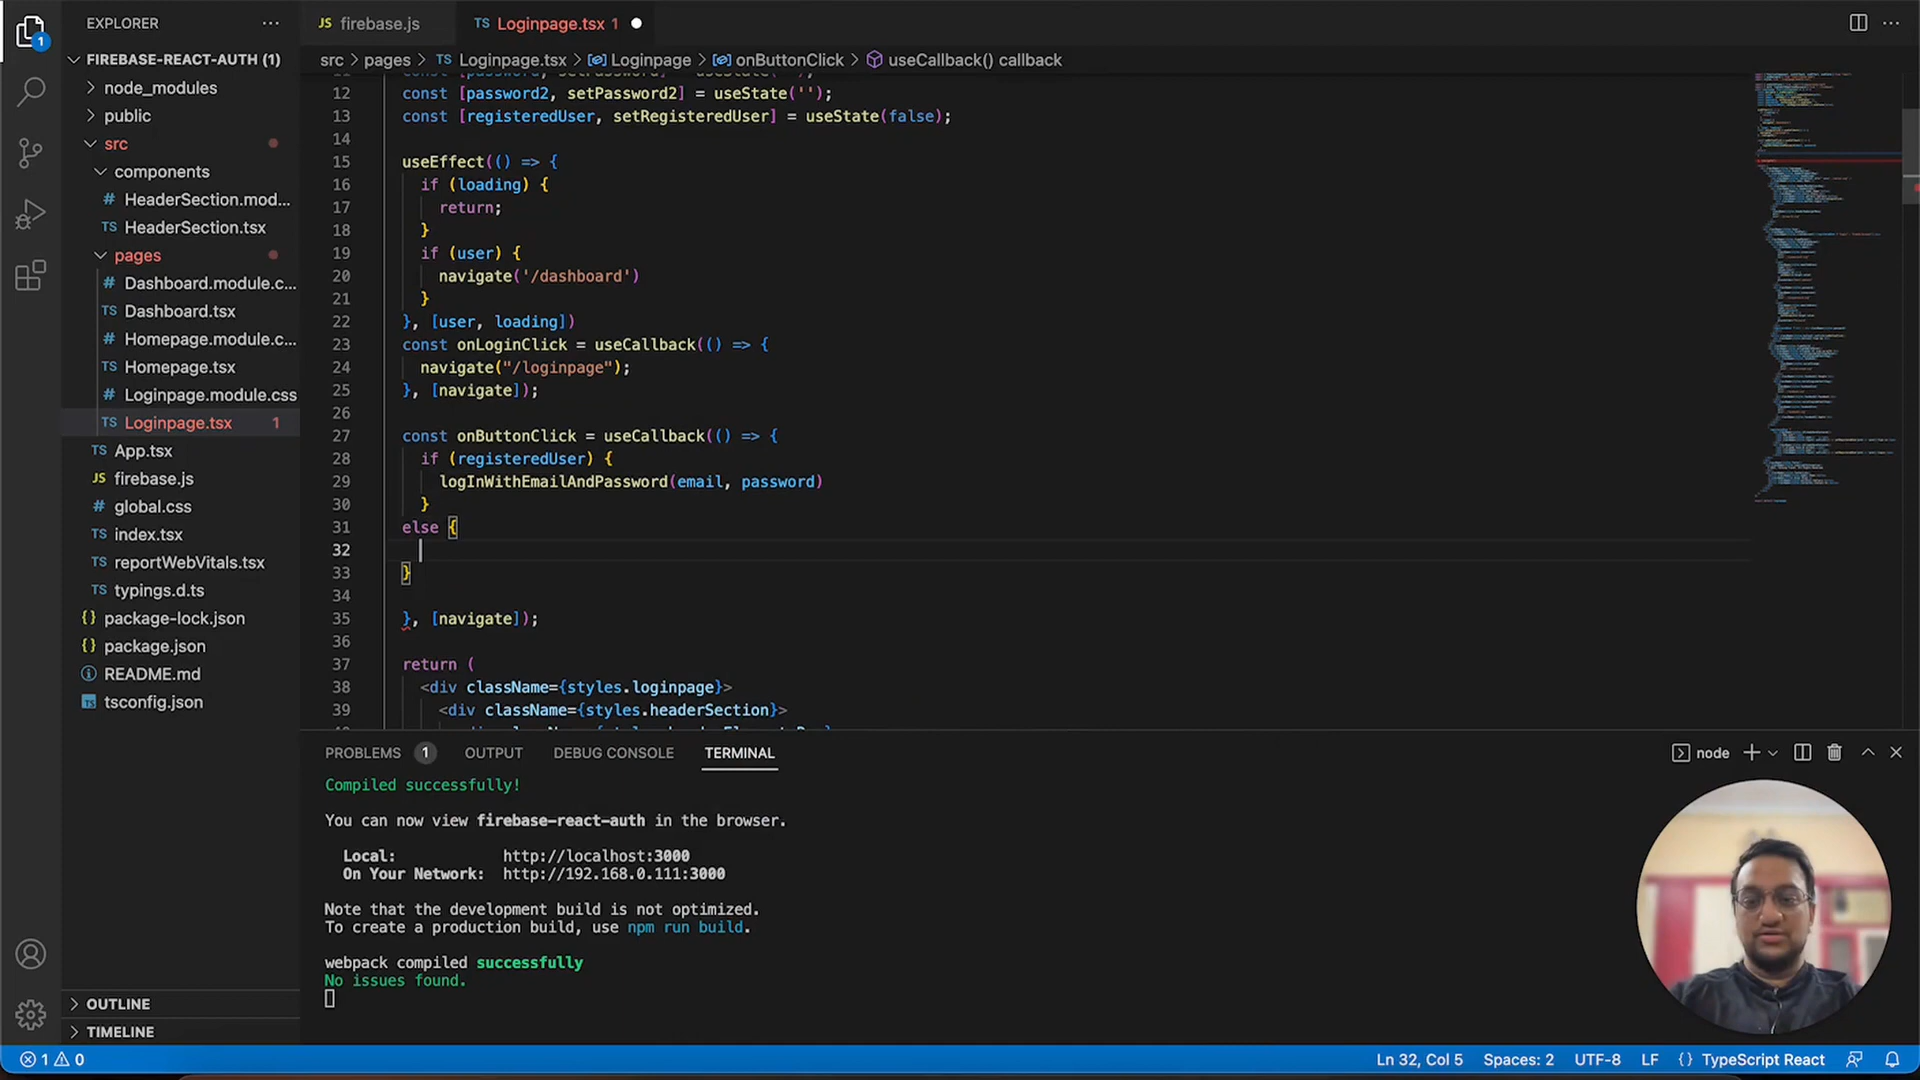 EXPLORER
FIREBASE-REACT-AUTH (1)
node_modules
public
src
components
HeaderSection.mod...
HeaderSection.tsx
pages
Dashboard.module.c...
Dashboard.tsx
Homepage.module.c...
Homepage.tsx
Loginpage.module.css
Loginpage.tsx 1
App.tsx
firebase.js
global.css
index.tsx
reportWebVitals.tsx
typings.d.ts
package-lock.json
package.json
README.md
tsconfig.json
OUTLINE
TIMELINE
JS firebase.js TS Loginpage.tsx 1
src > pages > TS Loginpage.tsx > Loginpage > onButtonClick > useCallback() callback
12 const [password2, setPassword2] = useState('');
13 const [registeredUser, setRegisteredUser] = useState(false);
14
15 useEffect(() => {
16 if (loading) {
17 return;
18 }
19 if (user) {
20 navigate('/dashboard')
21 }
22 }, [user, loading])
23 const onLoginClick = useCallback(() => {
24 navigate("/loginpage");
25 }, [navigate]);
26
27 const onButtonClick = useCallback(() => {
28 if (registeredUser) {
29 logInWithEmailAndPassword(email, password)
30 }
31 else {
32
33 }
34
35 }, [navigate]);
36
37 return (
38 <div className={styles.loginpage}>
39 <div className={styles.headerSection}>
PROBLEMS 1 OUTPUT DEBUG CONSOLE TERMINAL node
Compiled successfully!
You can now view firebase-react-auth in the browser.
Local: http://localhost:3000
On Your Network: http://192.168.0.111:3000
Note that the development build is not optimized.
To create a production build, use npm run build.
webpack compiled successfully
No issues found.
1 0 Ln 32, Col 5 Spaces: 2 UTF-8 LF {} TypeScript React